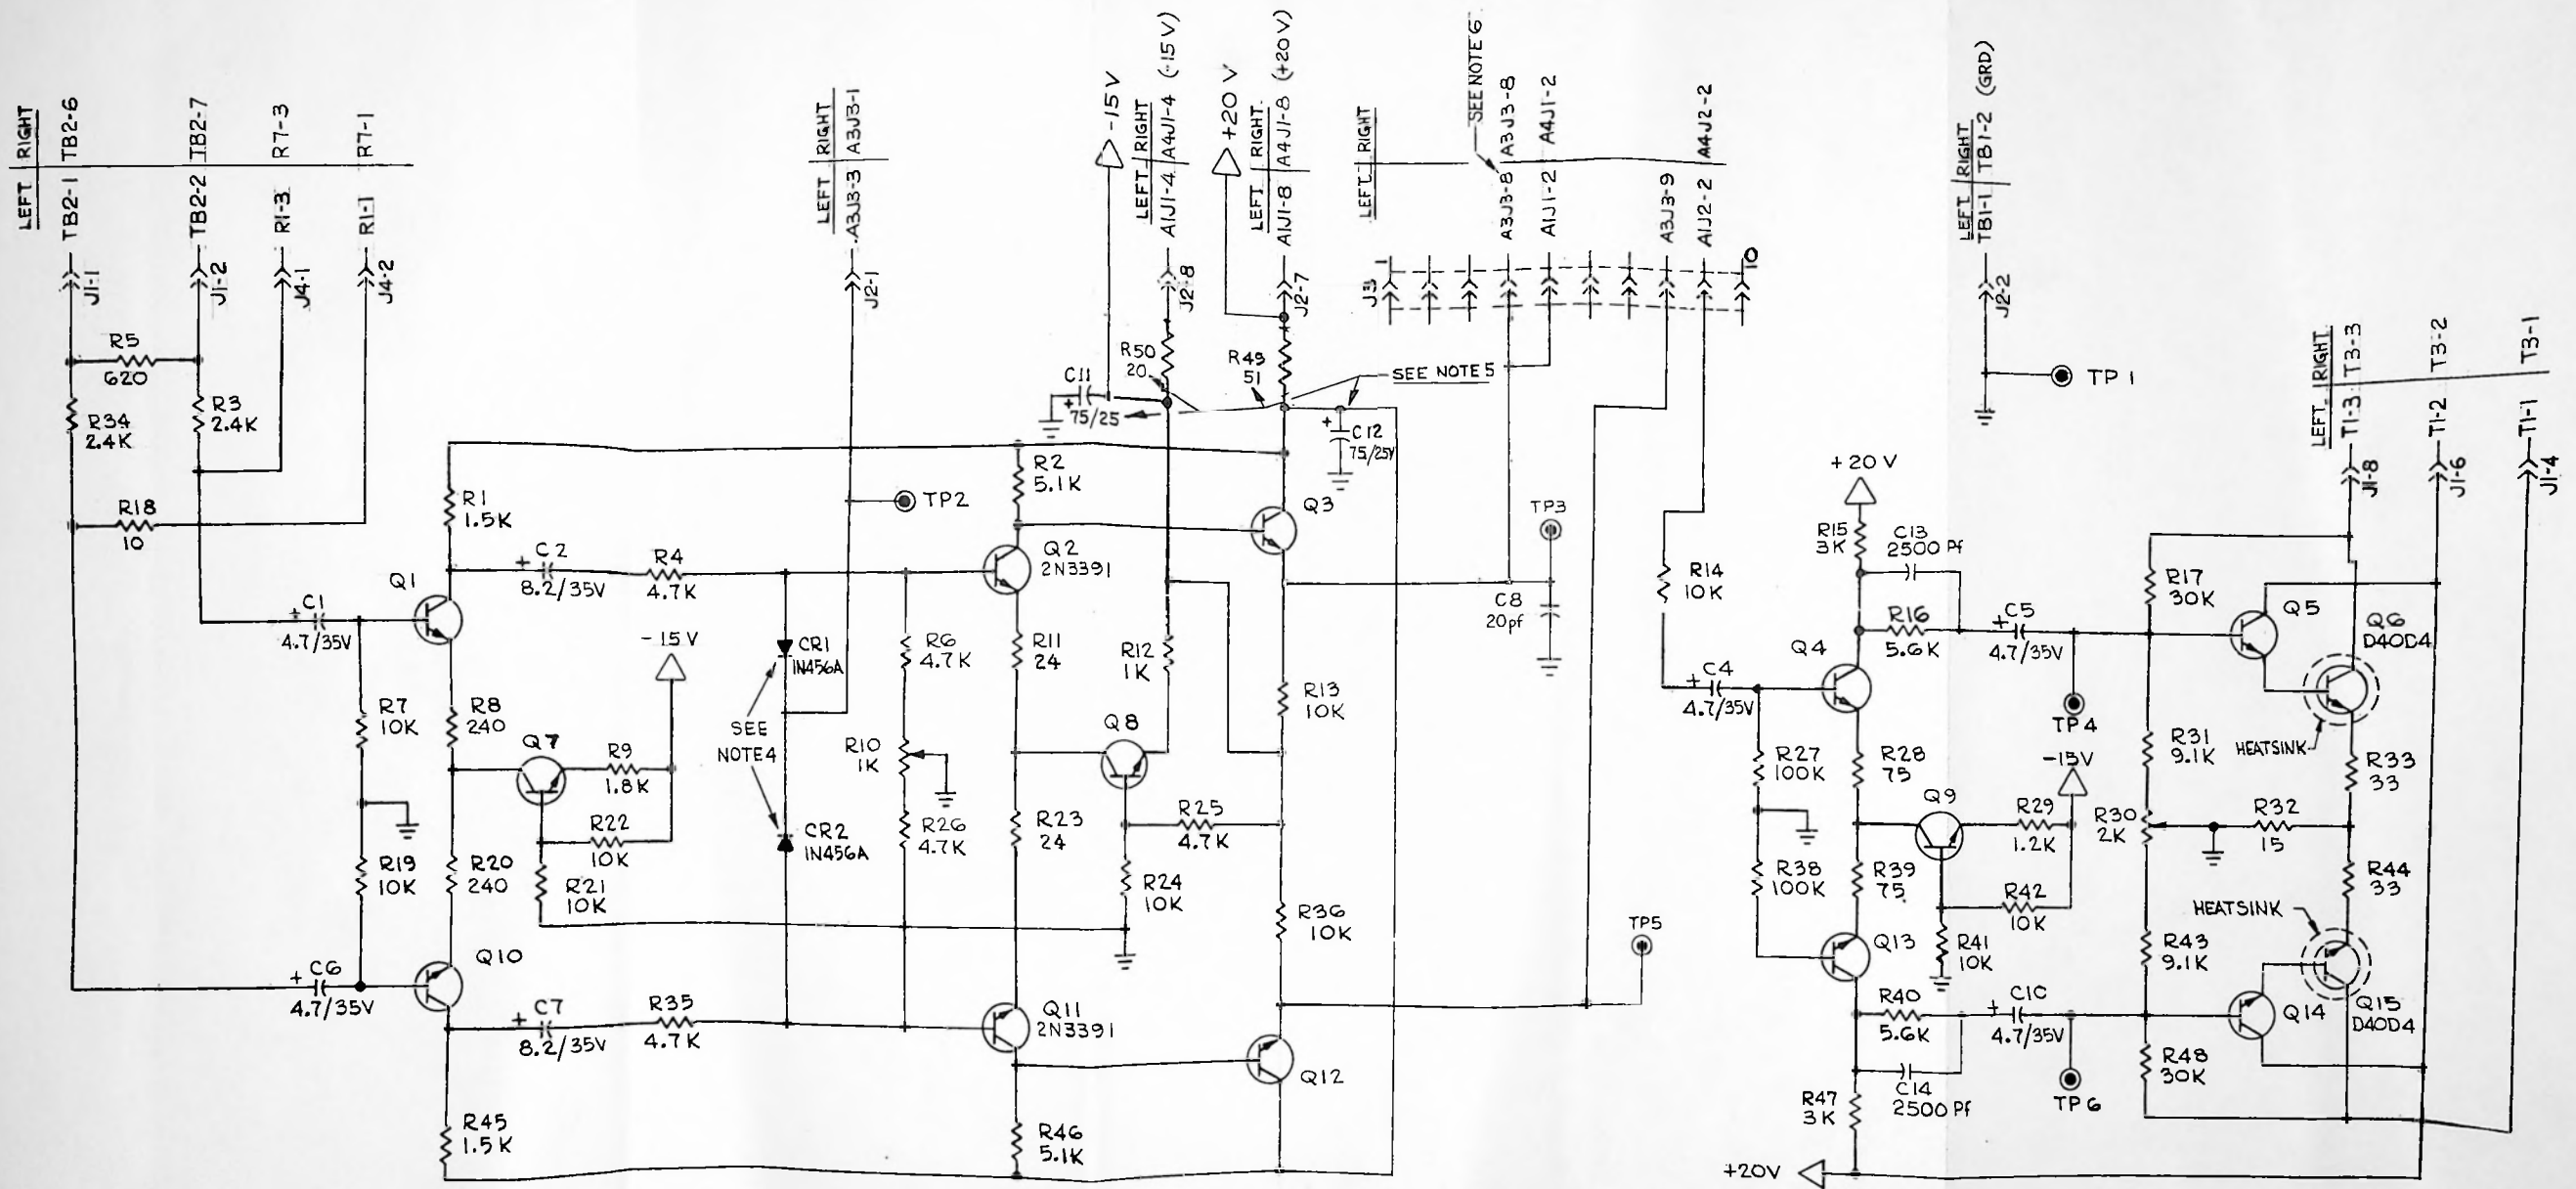 LEFT RIGHT
TB2-1 TB2-6
TB2-2 TB2-7
R1-3 R7-3
R1-1 R7-1
J1-1
J1-2
J4-1
J4-2
LEFT RIGHT
A3J3-3 A3J3-1
J2-1
-15V
LEFT RIGHT
A1J1-4 A4J1-4 (-15V)
J2-8
+20V
LEFT RIGHT
A1J1-8 A4J1-8 (+20V)
J2-7
LEFT RIGHT
SEE NOTE 6
A3J3-8 A3J3-8
A1J1-2 A4J1-2
A3J3-9
A1J2-2 A4J2-2
J3 1
10
LEFT RIGHT
TB1-1 TB1-2 (GRD)
J2-2
TP 1
LEFT RIGHT
T1-3 T3-3
T1-2 T3-2
T1-1 T3-1
J1-8
J1-6
J1-4
R5
620
R34
2.4K
R3
2.4K
R18
10
R1
1.5K
C2
8.2/35V
R4
4.7K
Q1
C1
4.7/35V
R7
10K
R8
240
Q7
R9
1.8K
-15V
R22
10K
R19
10K
R20
240
R21
10K
C6
4.7/35V
Q10
C7
8.2/35V
R35
4.7K
R45
1.5K
TP2
CR1
1N456A
SEE
NOTE4
CR2
1N456A
R6
4.7K
R10
1K
R26
4.7K
R2
5.1K
Q2
2N3391
R11
24
R23
24
Q11
2N3391
R46
5.1K
C11
75/25
R50
20
R49
51
SEE NOTE 5
C12
75/25V
Q3
R12
1K
Q8
R25
4.7K
R24
10K
R13
10K
R36
10K
Q12
TP3
C8
20pf
TP5
R14
10K
C4
4.7/35V
R27
100K
R38
100K
+20V
R15
3K
C13
2500 Pf
R16
5.6K
C5
4.7/35V
Q4
TP4
R28
75
Q9
R29
1.2K
-15V
R39
75
R42
10K
Q13
R41
10K
R40
5.6K
C10
4.7/35V
C14
2500 Pf
TP6
R47
3K
+20V
R17
30K
Q5
Q6
D40D4
HEATSINK
R31
9.1K
R33
33
R30
2K
R32
15
R44
33
HEATSINK
R43
9.1K
Q14
Q15
D40D4
R48
30K